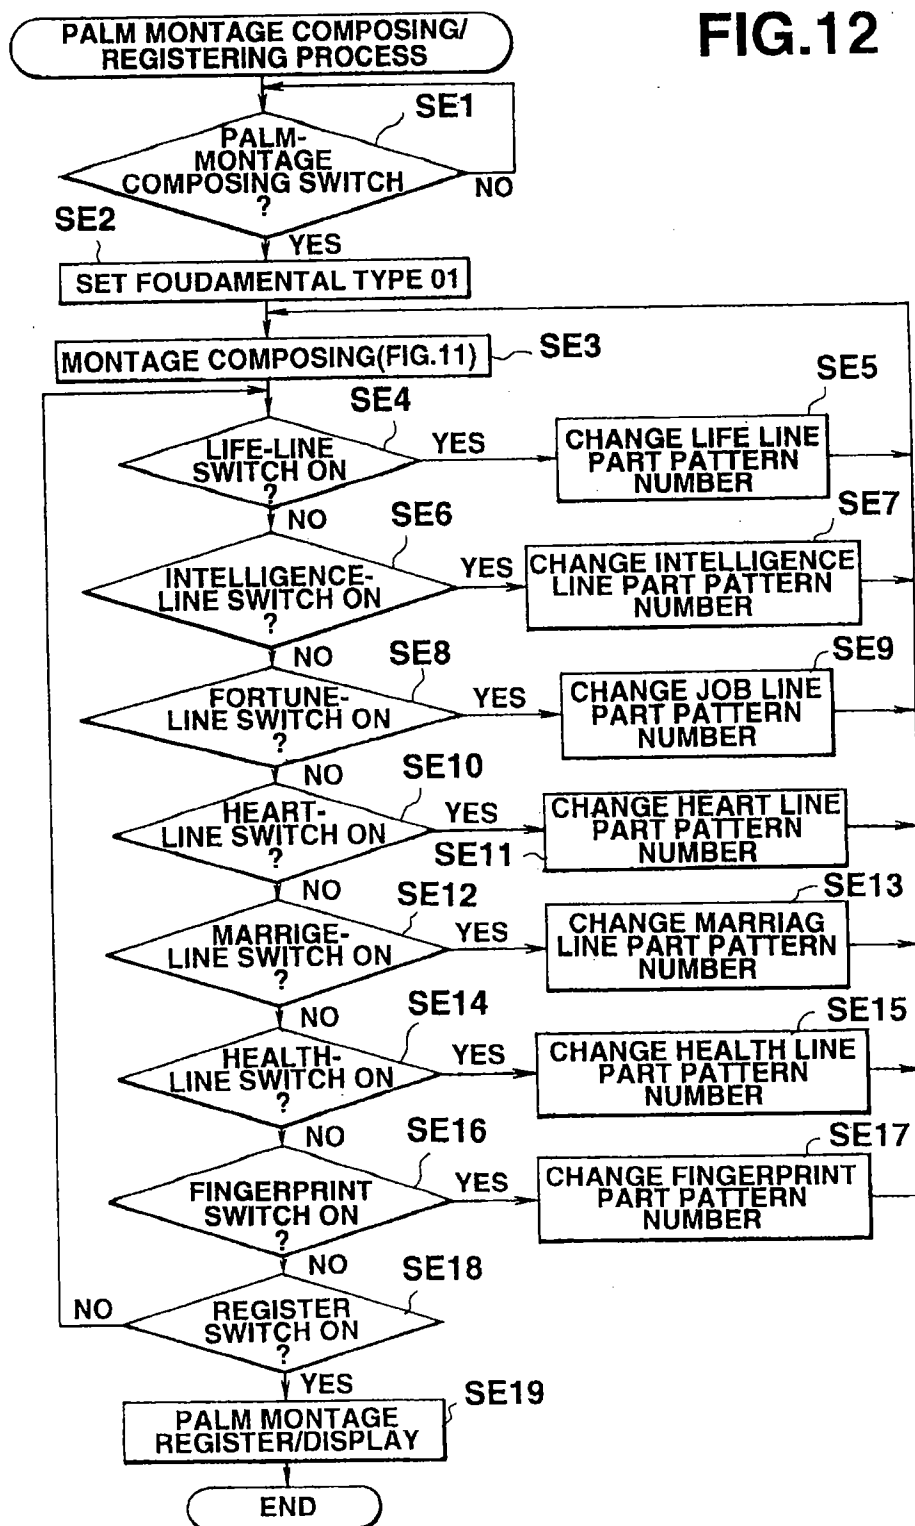 PALM MONTAGE COMPOSING/
REGISTERING PROCESS
FIG.12
SE1
PALM-
MONTAGE
COMPOSING SWITCH
?
NO
SE2
YES
SET FOUDAMENTAL TYPE 01
MONTAGE COMPOSING(FIG.11)
SE3
SE4
LIFE-LINE
SWITCH ON
?
YES
SE5
CHANGE LIFE LINE
PART PATTERN
NUMBER
NO
SE6
INTELLIGENCE-
LINE SWITCH ON
?
YES
SE7
CHANGE INTELLIGENCE
LINE PART PATTERN
NUMBER
NO
SE8
FORTUNE-
LINE SWITCH ON
?
YES
SE9
CHANGE JOB LINE
PART PATTERN
NUMBER
NO
SE10
HEART-
LINE SWITCH ON
?
YES
SE11
CHANGE HEART LINE
PART PATTERN
NUMBER
NO
SE12
MARRIGE-
LINE SWITCH ON
?
YES
SE13
CHANGE MARRIAG
LINE PART PATTERN
NUMBER
NO
SE14
HEALTH-
LINE SWITCH ON
?
YES
SE15
CHANGE HEALTH LINE
PART PATTERN
NUMBER
NO
SE16
FINGERPRINT
SWITCH ON
?
YES
SE17
CHANGE FINGERPRINT
PART PATTERN
NUMBER
NO
SE18
REGISTER
SWITCH ON
?
NO
YES
SE19
PALM MONTAGE
REGISTER/DISPLAY
END